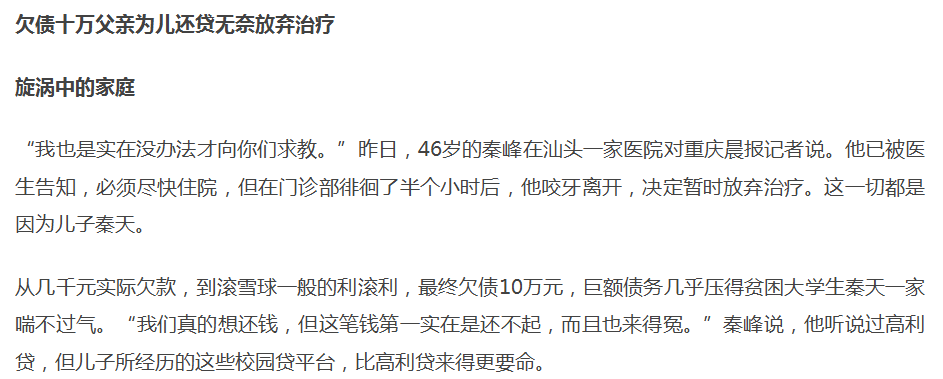 欠债十万父亲为儿还贷无奈放弃治疗
旋涡中的家庭
“我也是实在没办法才向你们求教。”昨日，46岁的秦峰在汕头一家医院对重庆晨报记者说。他已被医
生告知，必须尽快住院，但在门诊部徘徊了半个小时后，他咬牙离开，决定暂时放弃治疗。这一切都是
因为儿子秦天。
从几千元实际欠款，到滚雪球一般的利滚利，最终欠债10万元，巨额债务几乎压得贫困大学生秦天一家
喘不过气。“我们真的想还钱，但这笔钱第一实在是还不起，而且也来得冤。”秦峰说，他听说过高利
贷，但儿子所经历的这些校园贷平台，比高利贷来得更要命。